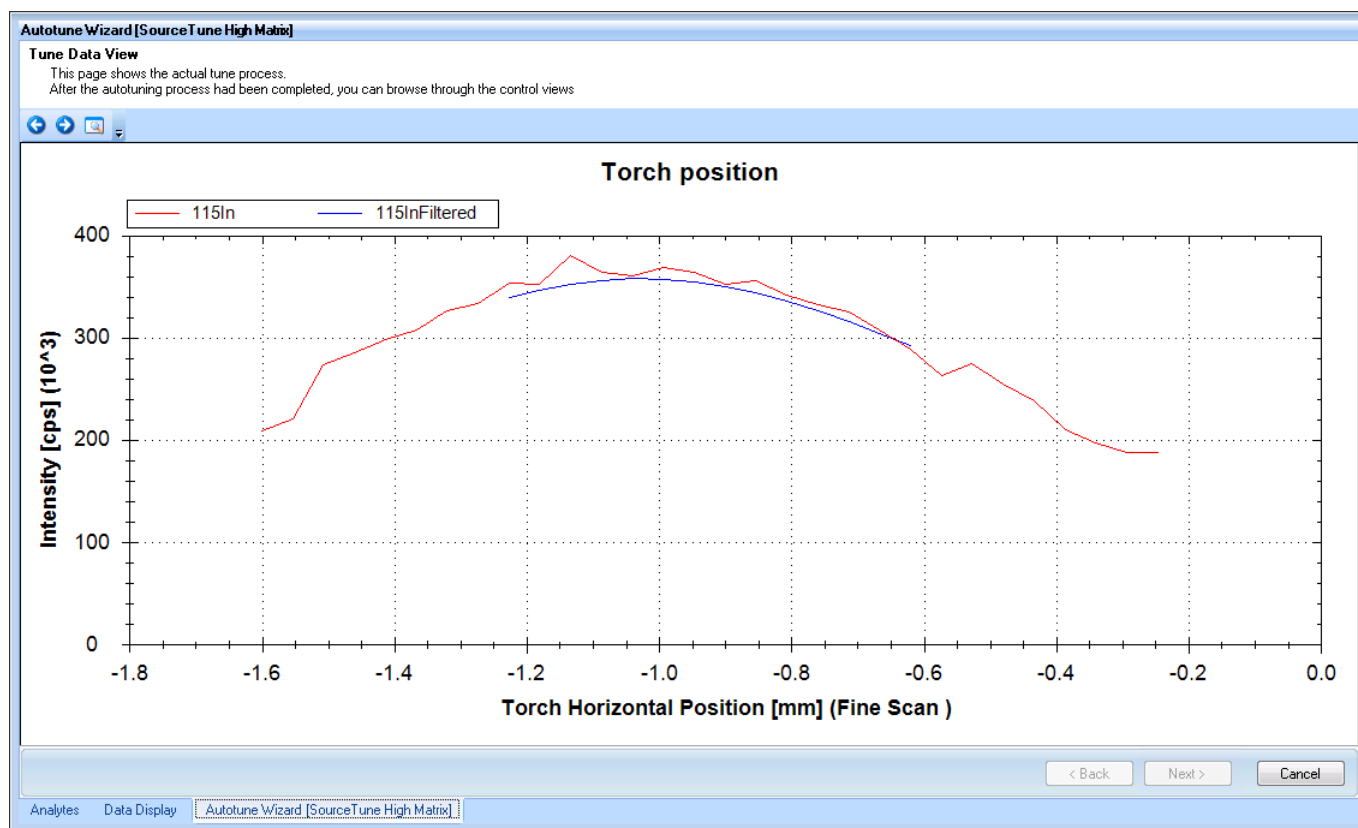 Autotune Wizard [SourceTune High Matrix]
Tune Data View
This page shows the actual tune process.
After the autotuning process had been completed, you can browse through the control views
Torch position
115In 115InFiltered
400
300
200
100
0
Intensity [cps] (10^3)
-1.8 -1.6 -1.4 -1.2 -1.0 -0.8 -0.6 -0.4 -0.2 0.0
Torch Horizontal Position [mm] (Fine Scan )
< Back Next > Cancel
Analytes Data Display Autotune Wizard [SourceTune High Matrix]